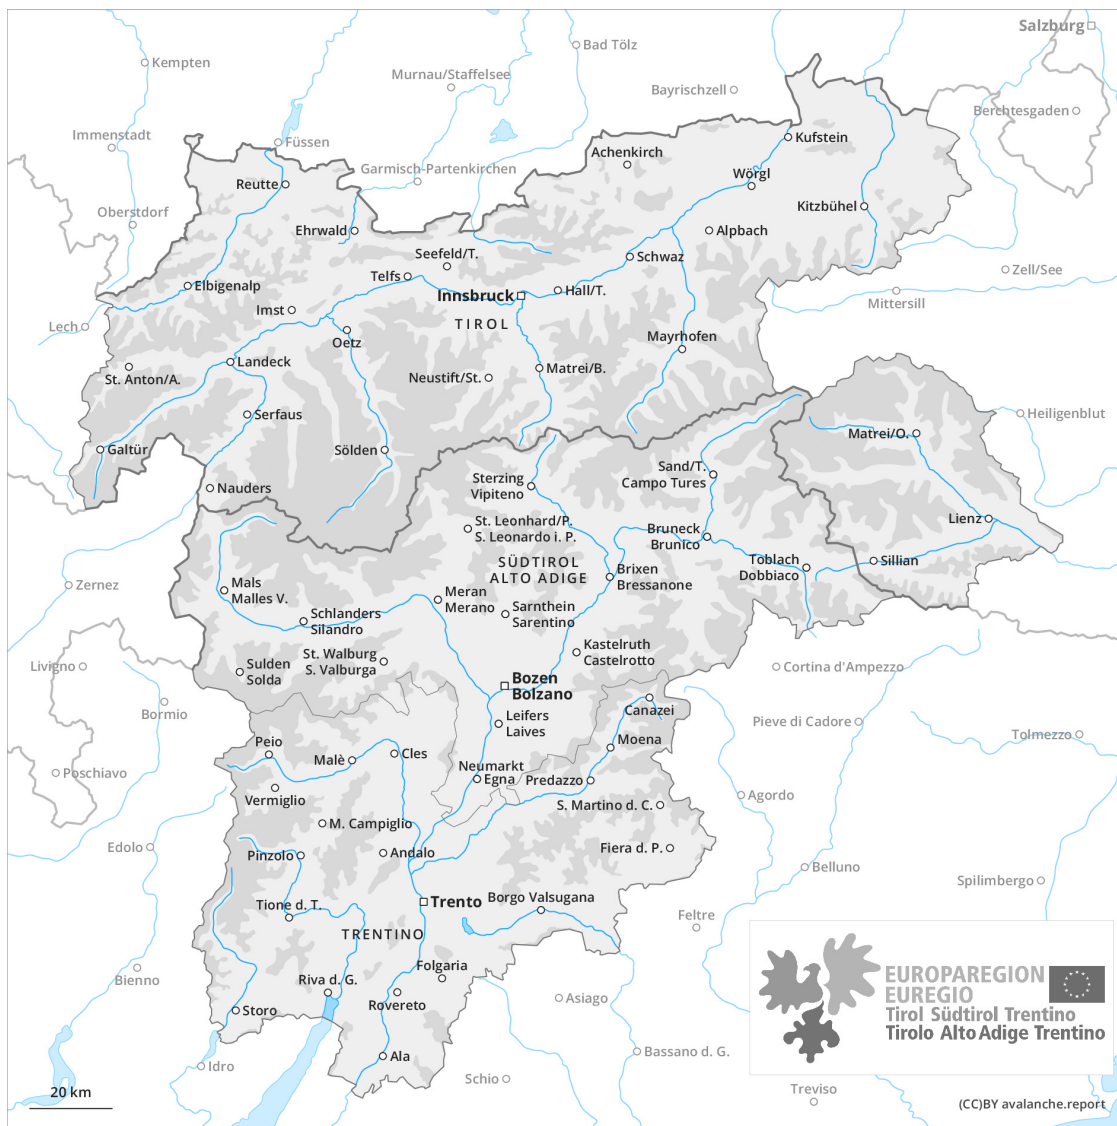 Salzburg
Bad Tölz
Kempten
Murnau/Staffelsee
Bayrischzell
Berchtesgaden
Immenstadt
Füssen
Kufstein
Achenkirch
Garmisch-Partenkirchen
Wörgl
Reutte
Kitzbühel
Oberstdorf
Ehrwald
Alpbach
Seefeld/T.
Schwaz
Telfs
Zell/See
Elbigenalp
Hall/T.
Innsbruck
Mittersill
Imst
TIROL
Lech
Oetz
Mayrhofen
Landeck
Matrei/B.
St. Anton/A.
Neustift/St.
Serfaus
Heiligenblut
Matrei/O.
Galtür
Sölden
Sand/T.
Campo Tures
Sterzing
Vipiteno
Nauders
Lienz
St. Leonhard/P.
S. Leonardo i. P.
Bruneck
Brunico
SÜDTIROL
ALTO ADIGE
Toblach
Dobbiaco
Sillian
Brixen
Bressanone
Zernez
Mals
Malles V.
Meran
Merano
Schlanders
Silandro
Sarnthein
Sarentino
Kastelruth
Castelrotto
St. Walburg
S. Valburga
Livigno
Sulden
Solda
Cortina d'Ampezzo
Bozen
Bolzano
Bormio
Canazei
Leifers
Laives
Pieve di Cadore
Tolmezzo
Peio
Malè
Cles
Moena
Poschiavo
Neumarkt
Egna
Predazzo
Vermiglio
S. Martino d. C.
Agordo
M. Campiglio
Edolo
Pinzolo
Andalo
Fiera d. P.
Belluno
Spilimbergo
Trento
Borgo Valsugana
Tione d. T.
Feltre
TRENTINO
Bienno
Folgaria
Riva d. G.
Rovereto
Asiago
Storo
EUROPAREGION
EUREGIO
Tirol Südtirol Trentino
Tirolo Alto Adige Trentino
Ala
Bassano d. G.
Idro
Schio
Treviso
20 km
(CC)BY avalanche.report